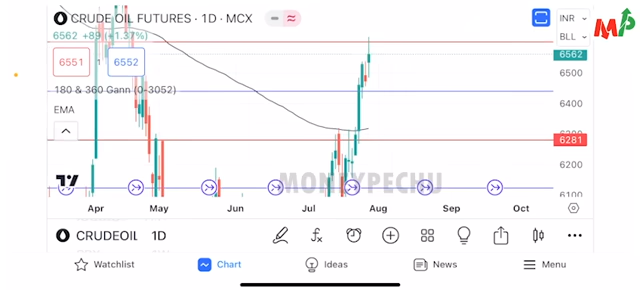 CRUDE OIL FUTURES · 1D · MCX
INR
BLL
MP
6562 +89 (+1.37%)
6551 1 6552
6562
6500
180 & 360 Gann (0-3052)
6400
EMA
6281
6200
MONEYPECHU
6100
Apr May Jun Jul Aug Sep Oct
CRUDEOIL 1D
Watchlist Chart Ideas News Menu